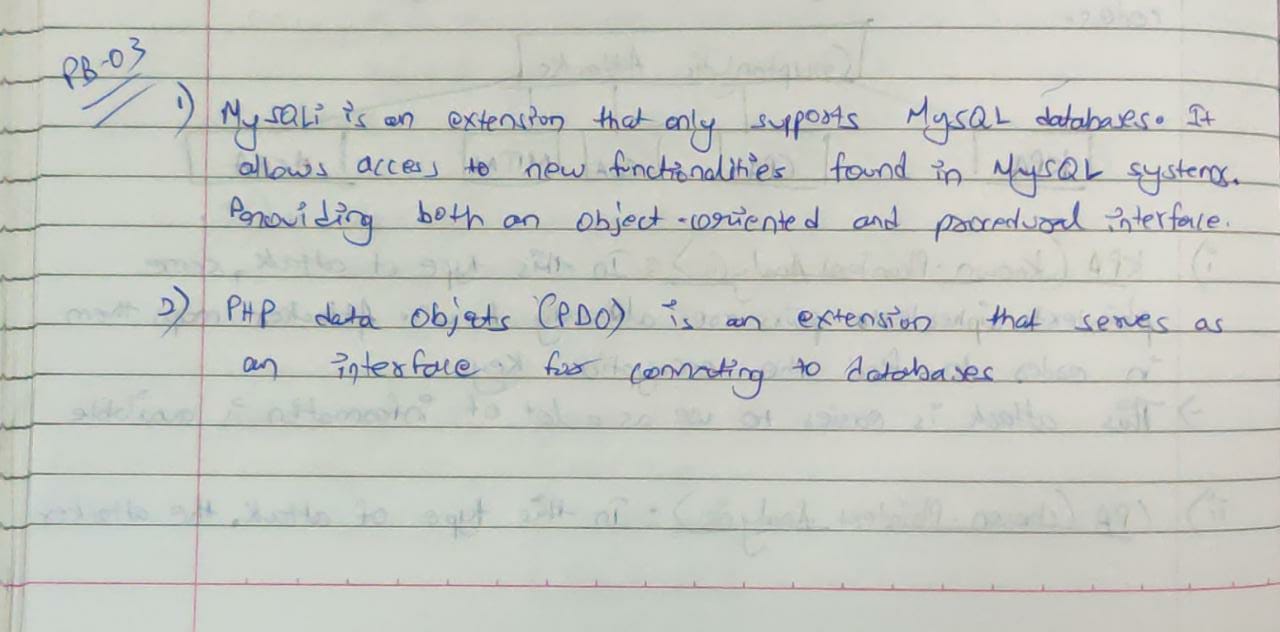 PB-03
1) MySQLi is an extension that only supports MySQL databases. It
allows access to new functionalities found in MySQL systems.
Providing both an object-oriented and procedural interface.
2) PHP data objets (PDO) is an extension that serves as
an interface for connecting to databases